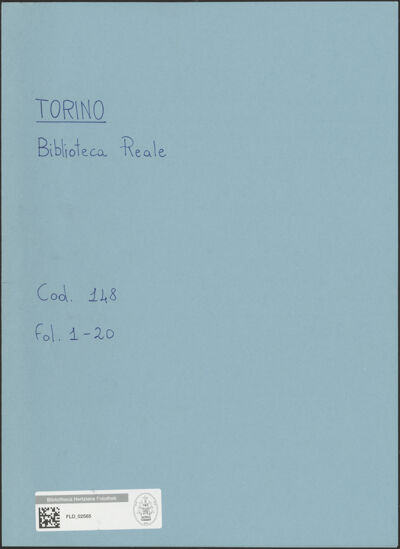 TORINO
Biblioteca Reale
Cod. 148
Fol. 1-20
Bibliotheca Hertziana Fotothek
FLD_02565